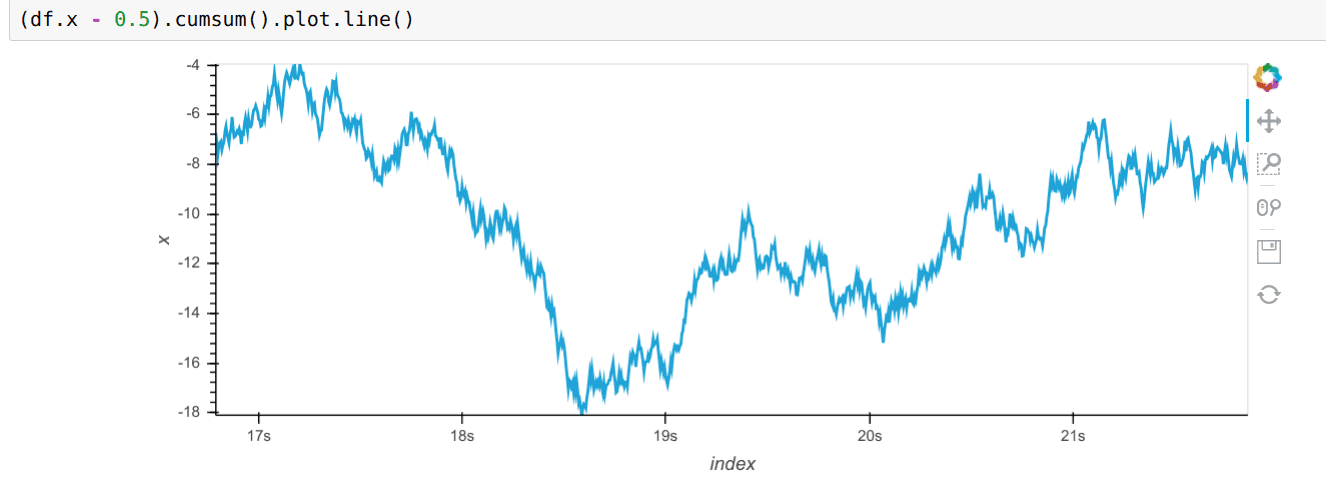 (df.x - 0.5).cumsum().plot.line()
-4
-6
-8
-10
-12
-14
-16
-18
x
17s 18s 19s 20s 21s
index